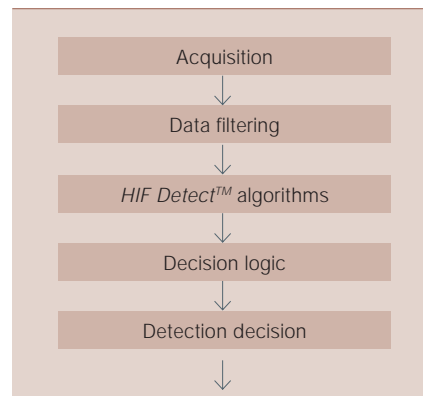 Acquisition
Data filtering
HIF Detect™ algorithms
Decision logic
Detection decision